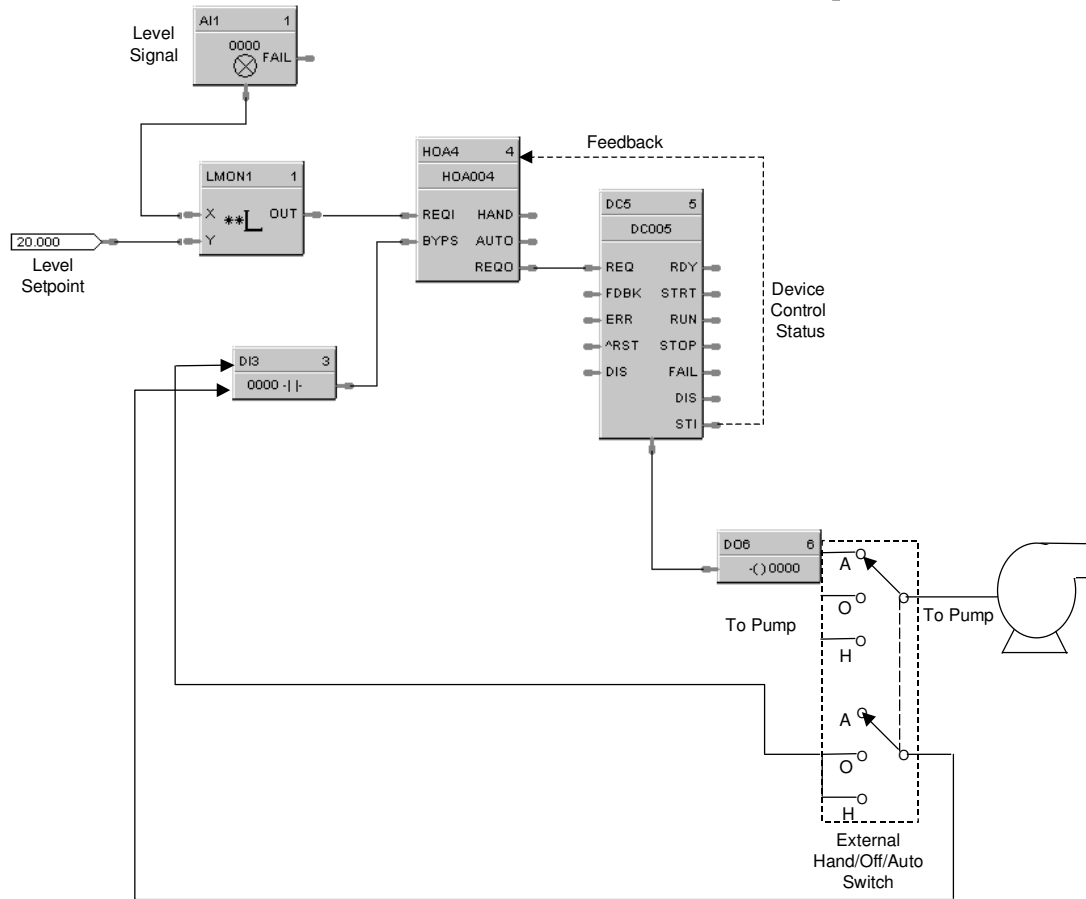 Level
Signal
AI1 1
0000
FAIL
LMON1 1
X **L OUT
Y
20.000
Level
Setpoint
HOA4 4
HOA004
REQI HAND
BYPS AUTO
REQO
Feedback
DC5 5
DC005
REQ RDY
FDBK STRT
ERR RUN
^RST STOP
DIS FAIL
DIS
STI
Device
Control
Status
DI3 3
0000 -| |-
DO6 6
-( ) 0000
To Pump
A
O
H
To Pump
A
O
H
External
Hand/Off/Auto
Switch